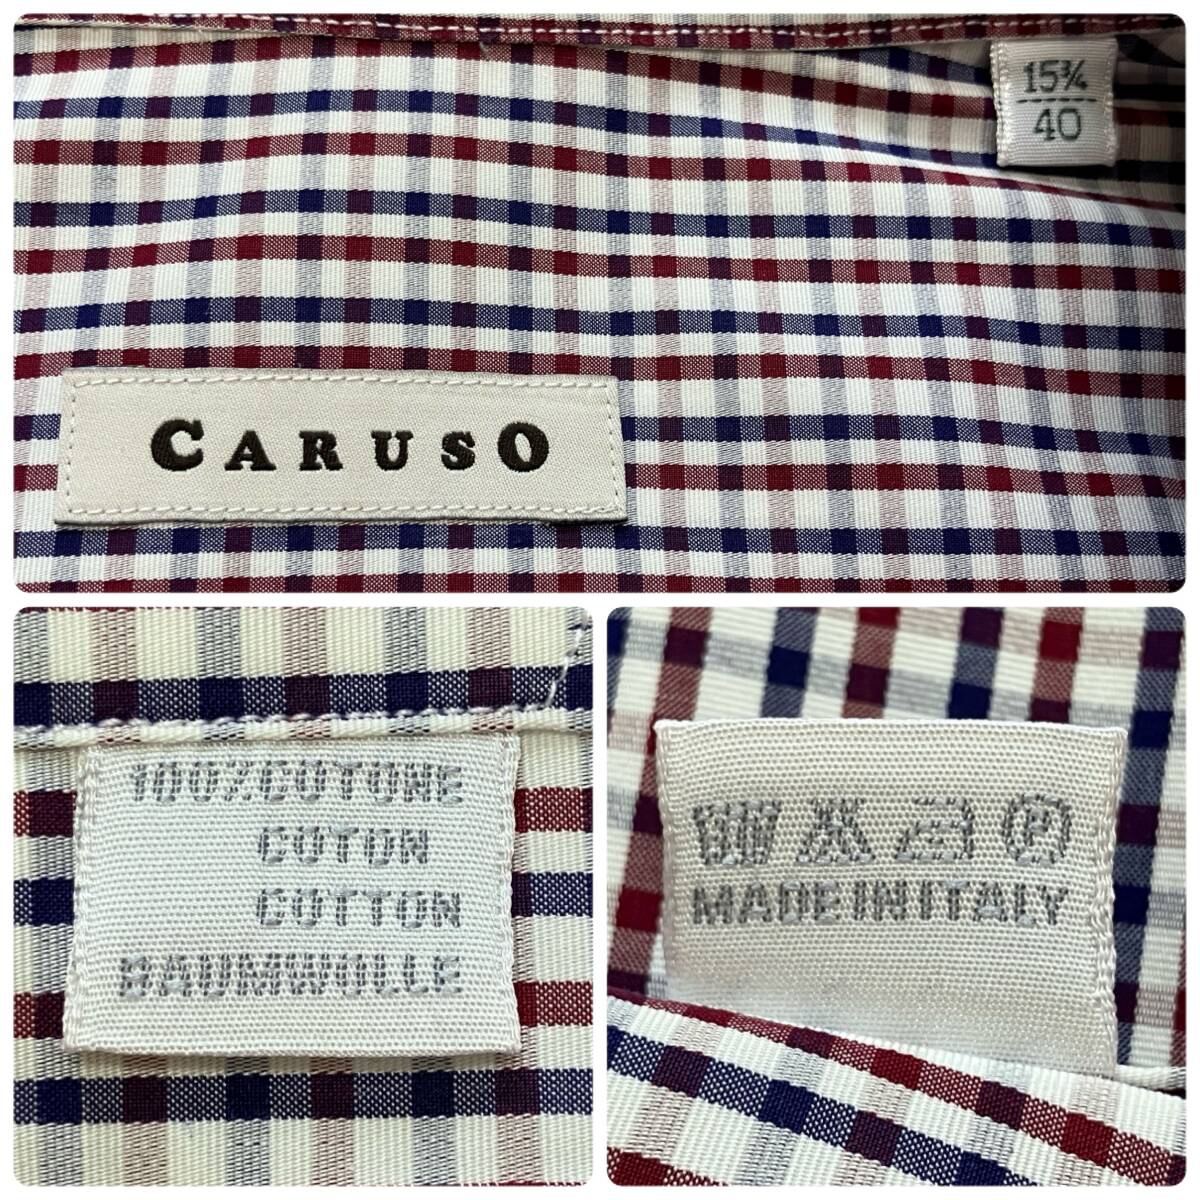 15¾
40
CARUSO
100%COTONE
COTON
COTTON
BAUMWOLLE
P
MADE IN ITALY